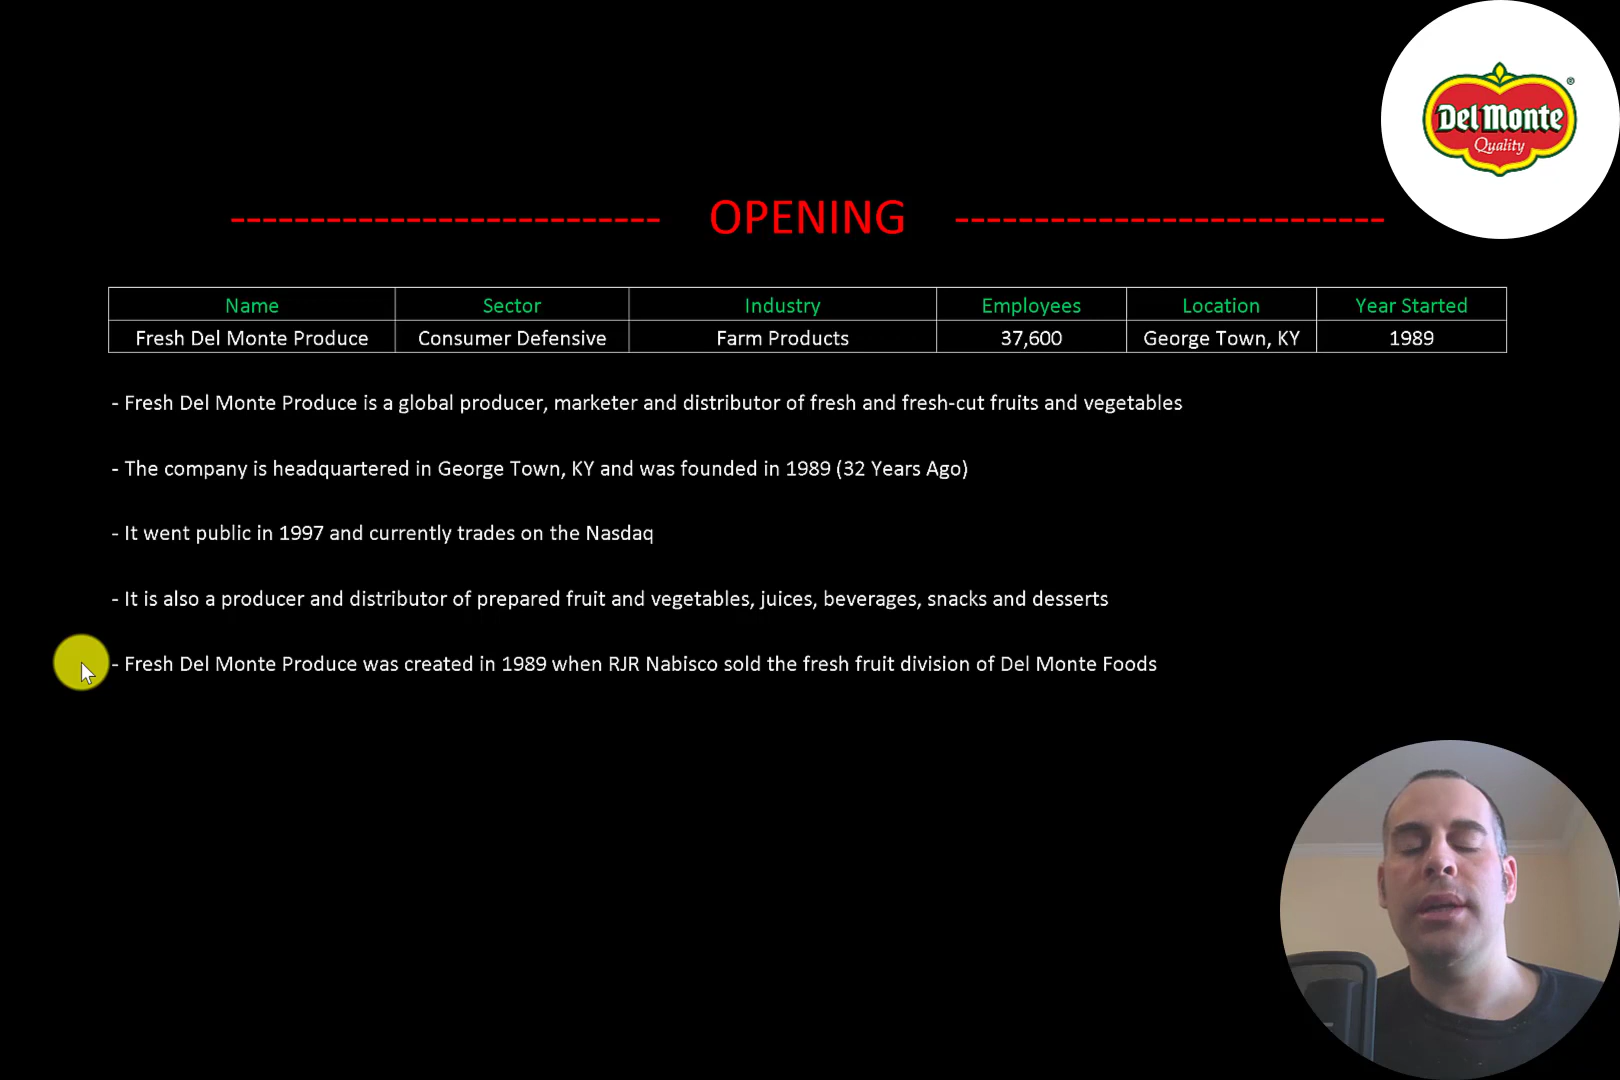 Del Monte
®
Quality
-------------------------- OPENING --------------------------
Name Sector Industry Employees Location Year Started
Fresh Del Monte Produce Consumer Defensive Farm Products 37,600 George Town, KY 1989
- Fresh Del Monte Produce is a global producer, marketer and distributor of fresh and fresh-cut fruits and vegetables
- The company is headquartered in George Town, KY and was founded in 1989 (32 Years Ago)
- It went public in 1997 and currently trades on the Nasdaq
- It is also a producer and distributor of prepared fruit and vegetables, juices, beverages, snacks and desserts
- Fresh Del Monte Produce was created in 1989 when RJR Nabisco sold the fresh fruit division of Del Monte Foods